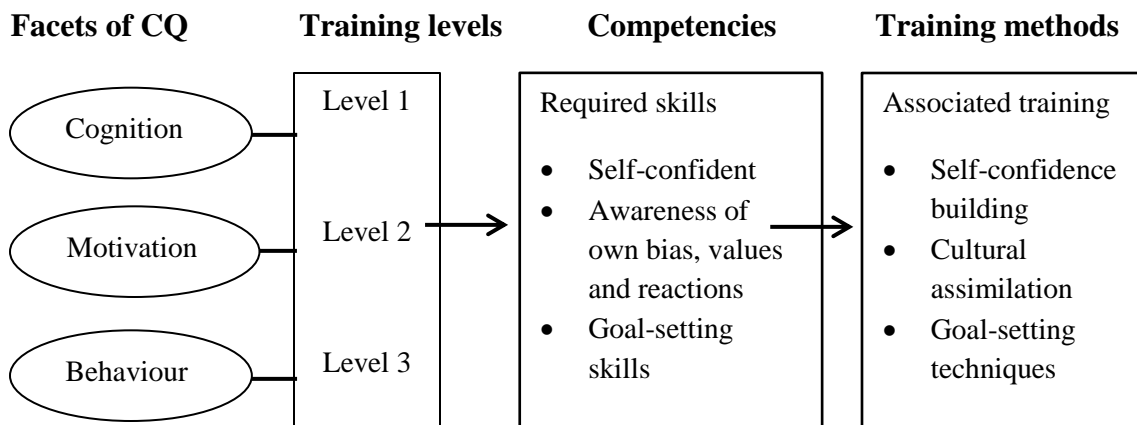 Facets of CQ Training levels Competencies Training methods
Cognition
Motivation
Behaviour
Level 1
Level 2
Level 3
Required skills
• Self-confident
• Awareness of
own bias, values
and reactions
• Goal-setting
skills
Associated training
• Self-confidence
building
• Cultural
assimilation
• Goal-setting
techniques